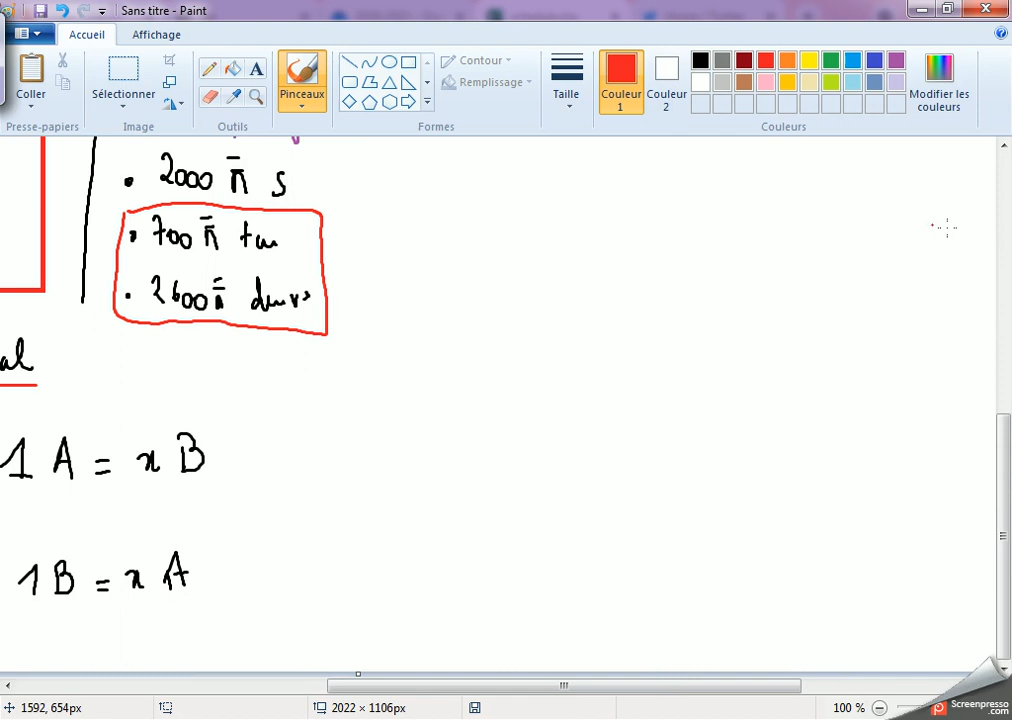 Sans titre - Paint
Accueil
Affichage
Coller
Sélectionner
Pinceaux
Contour
Remplissage
Taille
Couleur
1
Couleur
2
Modifier les
couleurs
Presse-papiers
Image
Outils
Formes
Couleurs
2000
700
2600
al
1 A = x B
1 B = x A
1592, 654px
2022 × 1106px
100 %
Screenpresso
.com